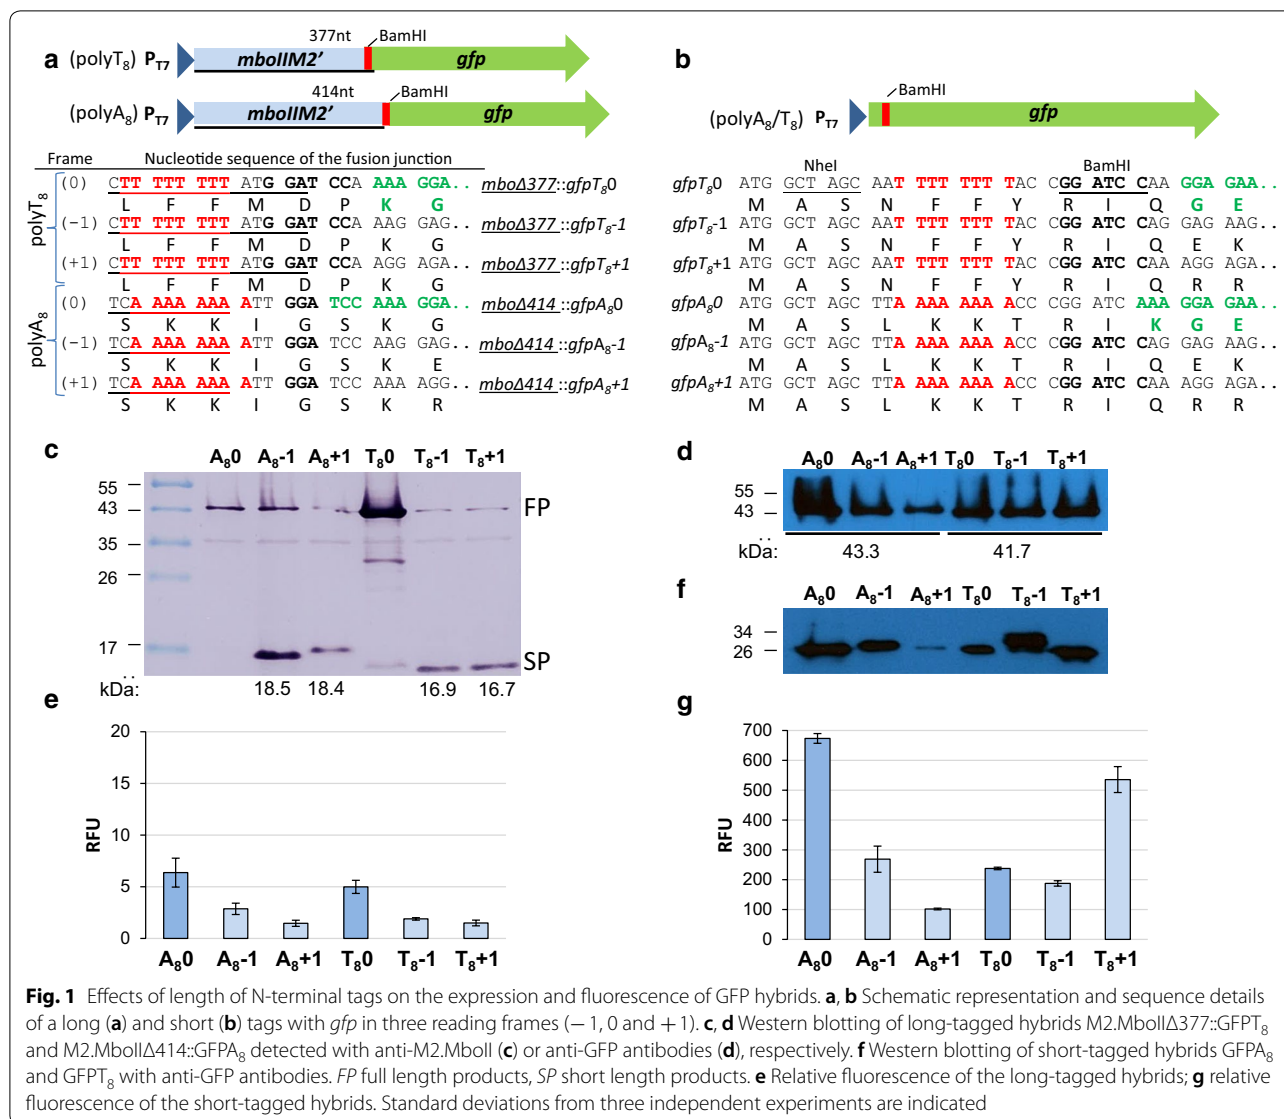 a
377nt
BamHI
(polyT8) PT7 mboIIM2' gfp
414nt
BamHI
(polyA8) PT7 mboIIM2' gfp
Frame Nucleotide sequence of the fusion junction
polyT8
(0) CTT TTT TTT ATG GAT CCA AAA GGA.. mboΔ377::gfpT80
L F F M D P K G
(-1) CTT TTT TTT ATG GAT CCA AAG GAG.. mboΔ377::gfpT8-1
L F F M D P K G
(+1) CTT TTT TTT ATG GAT CCA AGG AGA.. mboΔ377::gfpT8+1
L F F M D P K G
polyA8
(0) TCA AAA AAA ATT GGA TCC AAA GGA.. mboΔ414::gfpA80
S K K I G S K G
(-1) TCA AAA AAA ATT GGA TCC AAG GAG.. mboΔ414::gfpA8-1
S K K I G S K E
(+1) TCA AAA AAA ATT GGA TCC AAA AGG.. mboΔ414::gfpA8+1
S K K I G S K R
b
BamHI
(polyA8/T8) PT7 gfp
NheI BamHI
gfpT80 ATG GCT AGC AAT TTT TTT TAC CGG ATC CAA GGA GAA..
M A S N F F Y R I Q G E
gfpT8-1 ATG GCT AGC AAT TTT TTT TAC CGG ATC CAG GAG AAG..
M A S N F F Y R I Q E K
gfpT8+1 ATG GCT AGC AAT TTT TTT TAC CGG ATC CAA AGG AGA..
M A S N F F Y R I Q R R
gfpA80 ATG GCT AGC TTA AAA AAA ACC CGG ATC AAA GGA GAA..
M A S L K K T R I K G E
gfpA8-1 ATG GCT AGC TTA AAA AAA ACC CGG ATC CAG GAG AAG..
M A S L K K T R I Q E K
gfpA8+1 ATG GCT AGC TTA AAA AAA ACC CGG ATC CAA AGG AGA..
M A S L K K T R I Q R R
c
A80 A8-1 A8+1 T80 T8-1 T8+1
55
43 FP
35
26
17 SP
kDa: 18.5 18.4 16.9 16.7
d
A80 A8-1 A8+1 T80 T8-1 T8+1
55
43
kDa: 43.3 41.7
f
A80 A8-1 A8+1 T80 T8-1 T8+1
34
26
e
RFU
20
15
10
5
0
A80 A8-1 A8+1 T80 T8-1 T8+1
g
RFU
700
600
500
400
300
200
100
0
A80 A8-1 A8+1 T80 T8-1 T8+1
Fig. 1 Effects of length of N-terminal tags on the expression and fluorescence of GFP hybrids. a, b Schematic representation and sequence details
of a long (a) and short (b) tags with gfp in three reading frames (− 1, 0 and + 1). c, d Western blotting of long-tagged hybrids M2.MboIIΔ377::GFPT8
and M2.MboIIΔ414::GFPA8 detected with anti-M2.MboII (c) or anti-GFP antibodies (d), respectively. f Western blotting of short-tagged hybrids GFPA8
and GFPT8 with anti-GFP antibodies. FP full length products, SP short length products. e Relative fluorescence of the long-tagged hybrids; g relative
fluorescence of the short-tagged hybrids. Standard deviations from three independent experiments are indicated